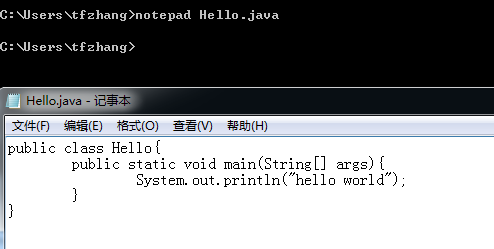 C:\Users\tfzhang>notepad Hello.java
C:\Users\tfzhang>
Hello.java - 记事本
文件(F) 编辑(E) 格式(O) 查看(V) 帮助(H)
public class Hello{
        public static void main(String[] args){
                System.out.println("hello world");
        }
}